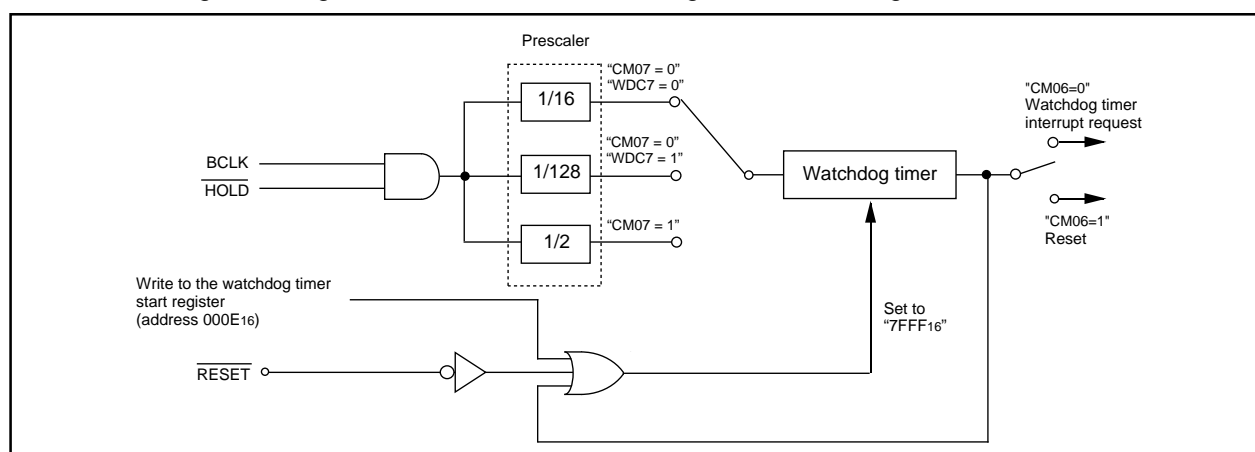 Prescaler
“CM07 = 0”
“WDC7 = 0”
1/16
"CM06=0"
Watchdog timer
interrupt request
BCLK
HOLD
“CM07 = 0”
“WDC7 = 1”
1/128
Watchdog timer
“CM07 = 1”
1/2
"CM06=1"
Reset
Write to the watchdog timer
start register
(address 000E16)
Set to
“7FFF16”
RESET